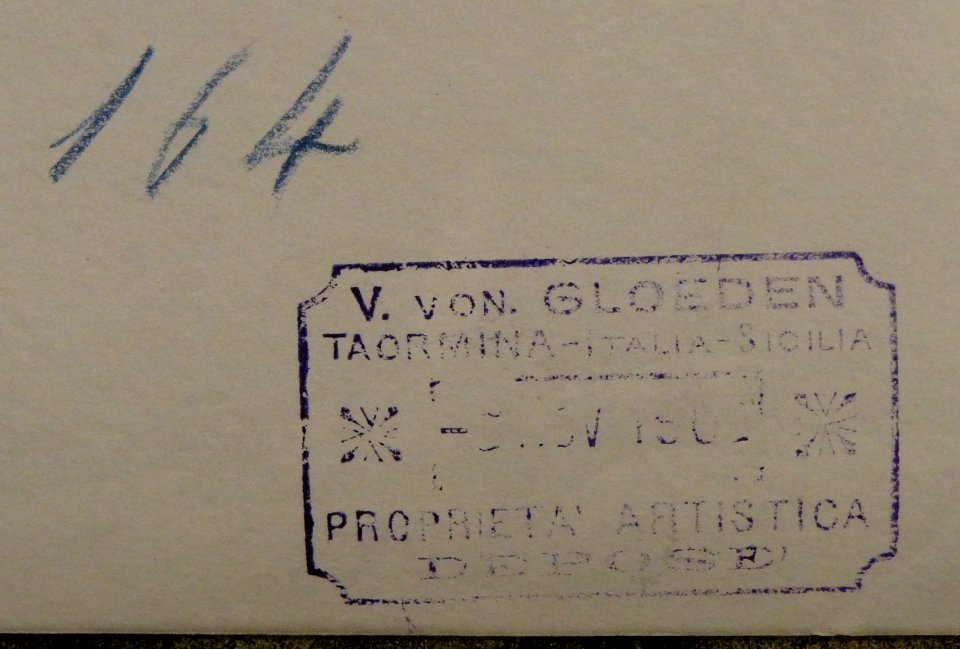 164
V. VON. GLOEDEN
TAORMINA-ITALIA-SICILIA
PROPRIETA' ARTISTICA
DEPOSE'